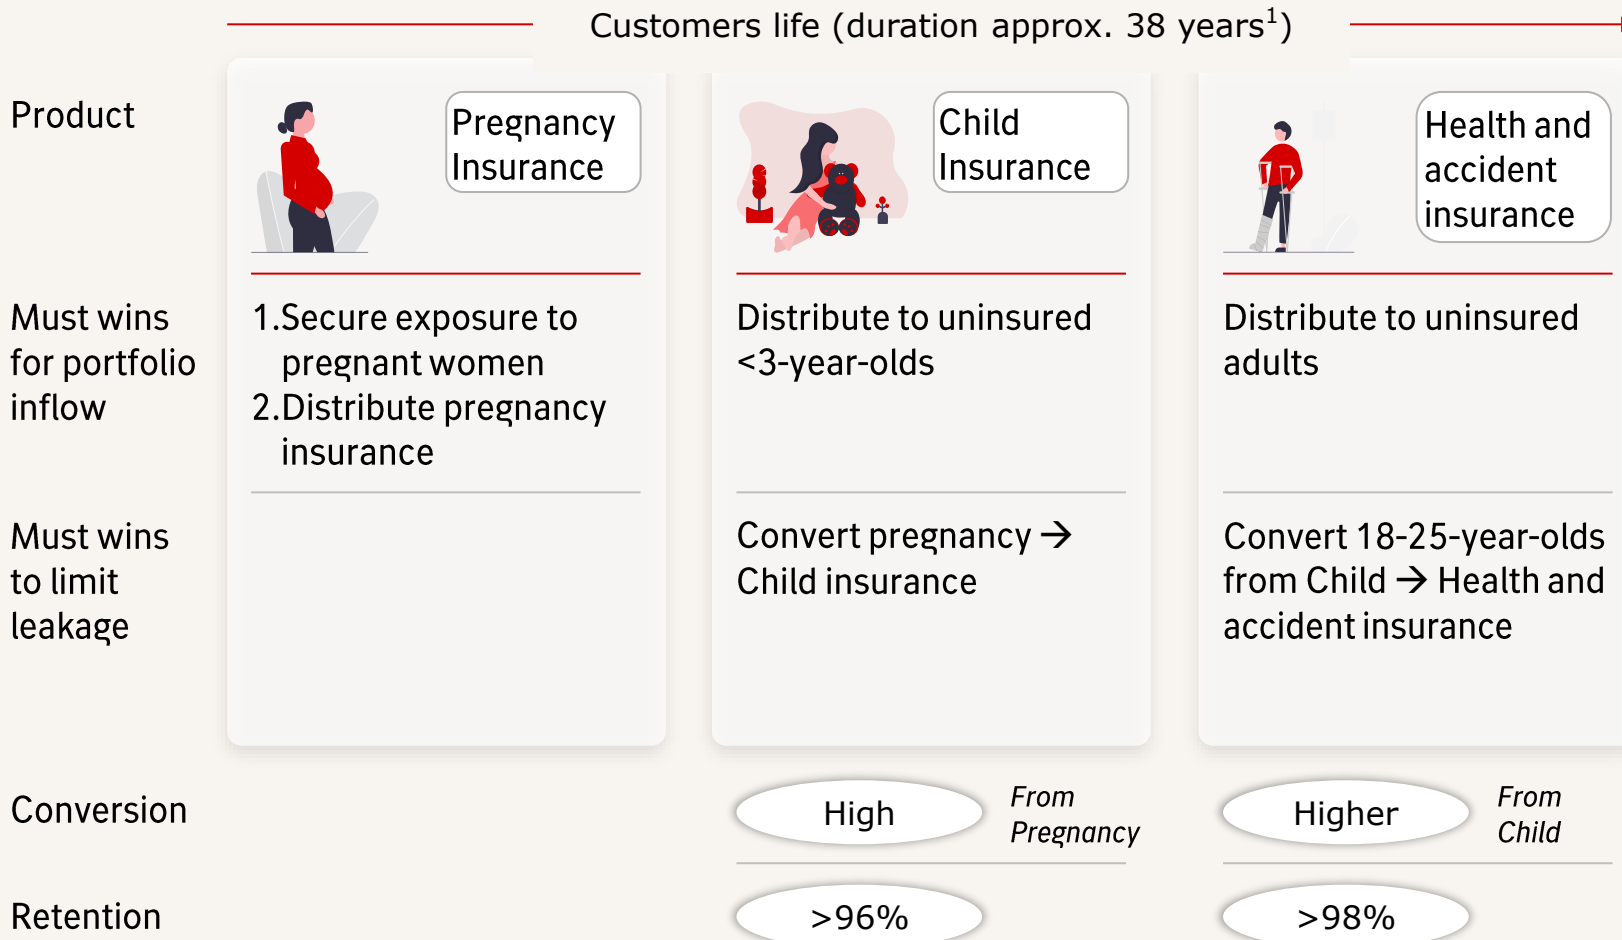 Customers life (duration approx. 38 years1)
Product
Pregnancy
Insurance
Child
Insurance
Health and
accident
insurance
Must wins
for portfolio
inflow
1.Secure exposure to
pregnant women
2.Distribute pregnancy
insurance
Distribute to uninsured
<3-year-olds
Distribute to uninsured
adults
Must wins
to limit
leakage
Convert pregnancy →
Child insurance
Convert 18-25-year-olds
from Child → Health and
accident insurance
Conversion
High
From
Pregnancy
Higher
From
Child
Retention
>96%
>98%